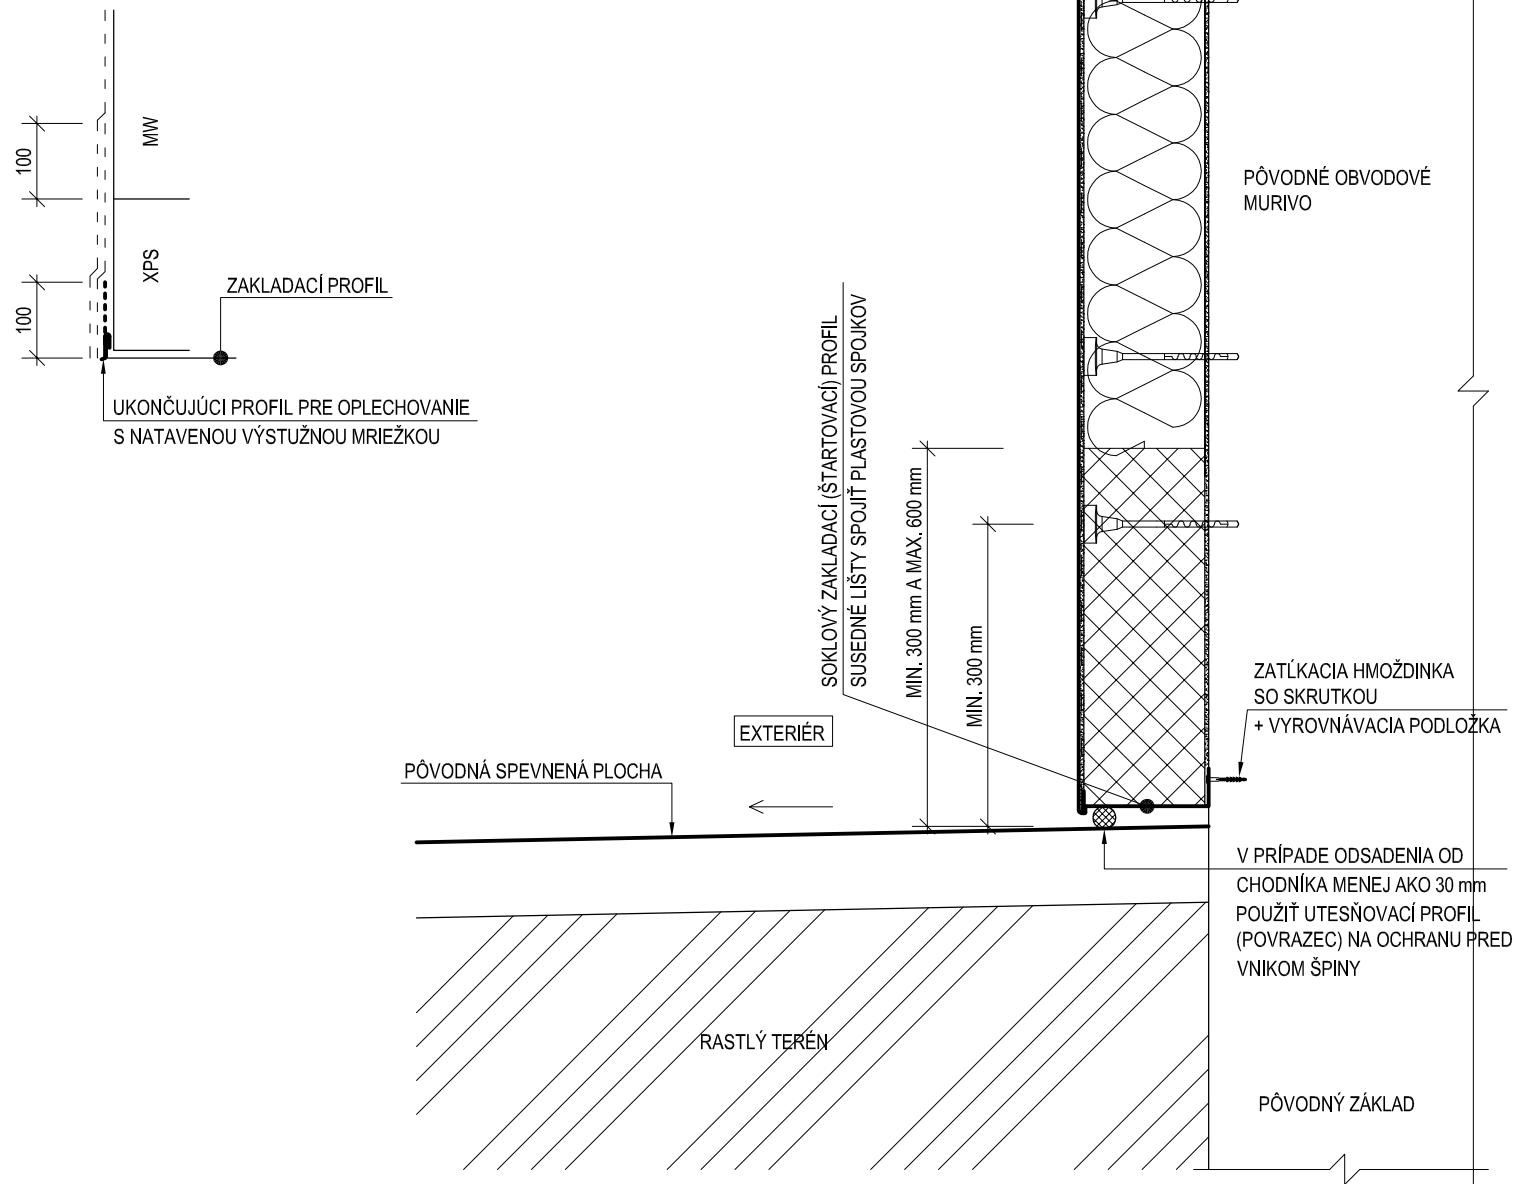 MW
100
XPS
100
ZAKLADACÍ PROFIL
UKONČUJÚCI PROFIL PRE OPLECHOVANIE
S NATAVENOU VÝSTUŽNOU MRIEŽKOU
PÔVODNÉ OBVODOVÉ
MURIVO
SOKLOVÝ ZAKLADACÍ (ŠTARTOVACÍ) PROFIL
SUSEDNÉ LIŠTY SPOJIŤ PLASTOVOU SPOJKOV
MIN. 300 mm A MAX. 600 mm
MIN. 300 mm
EXTERIÉR
PÔVODNÁ SPEVNENÁ PLOCHA
ZATĹKACIA HMOŽDINKA
SO SKRUTKOU
+ VYROVNÁVACIA PODLOŽKA
V PRÍPADE ODSADENIA OD
CHODNÍKA MENEJ AKO 30 mm
POUŽIŤ UTESŇOVACÍ PROFIL
(POVRAZEC) NA OCHRANU PRED
VNIKOM ŠPINY
RASTLÝ TERÉN
PÔVODNÝ ZÁKLAD